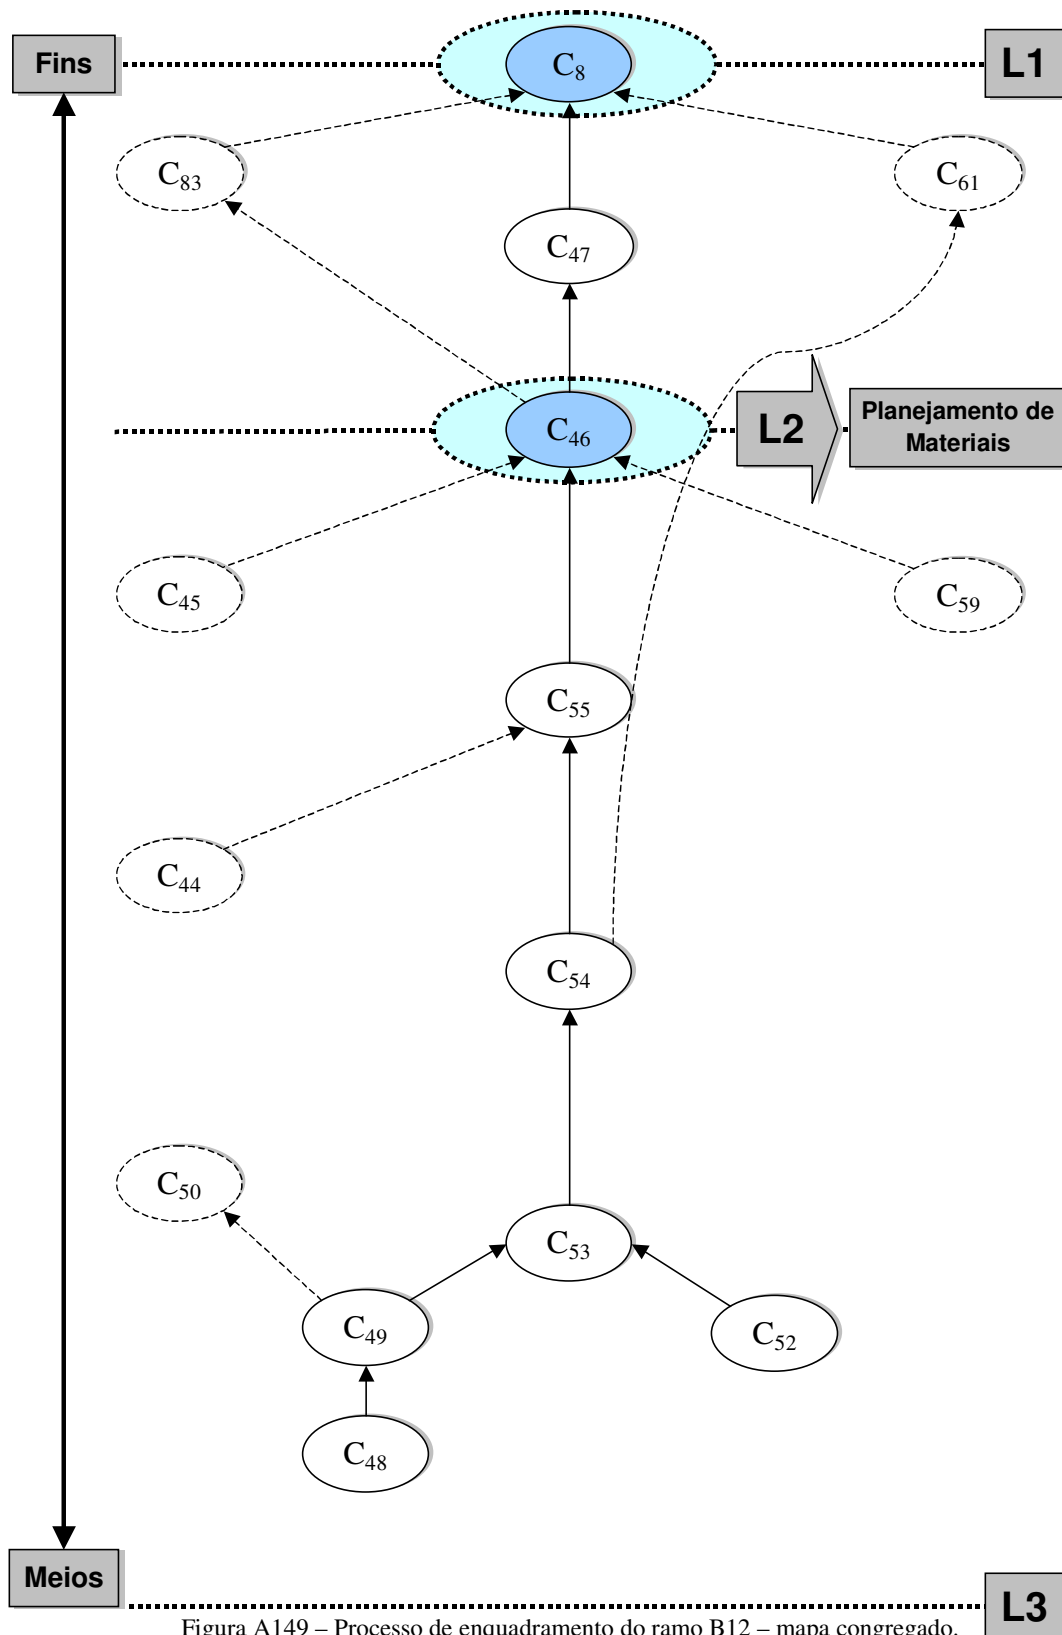 Fins
C8
L1
C83
C61
C47
C46
L2
Planejamento de
Materiais
C45
C59
C55
C44
C54
C50
C53
C49
C52
C48
Meios
L3
Figura A149 – Processo de enquadramento do ramo B12 – mapa congregado.